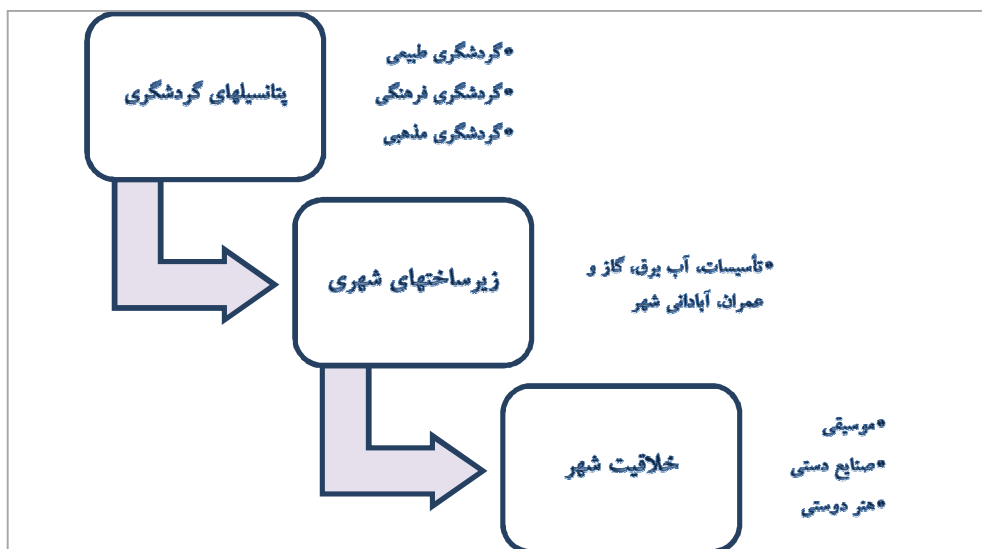 پتانسیلهای گردشگری
•گردشگری طبیعی
•گردشگری فرهنگی
•گردشگری مذهبی
زیرساختهای شهری
•تأسیسات، آب برق، گاز و
عمران، آبادانی شهر
خلاقیت شهر
•موسیقی
•صنایع دستی
•هنر دوستی